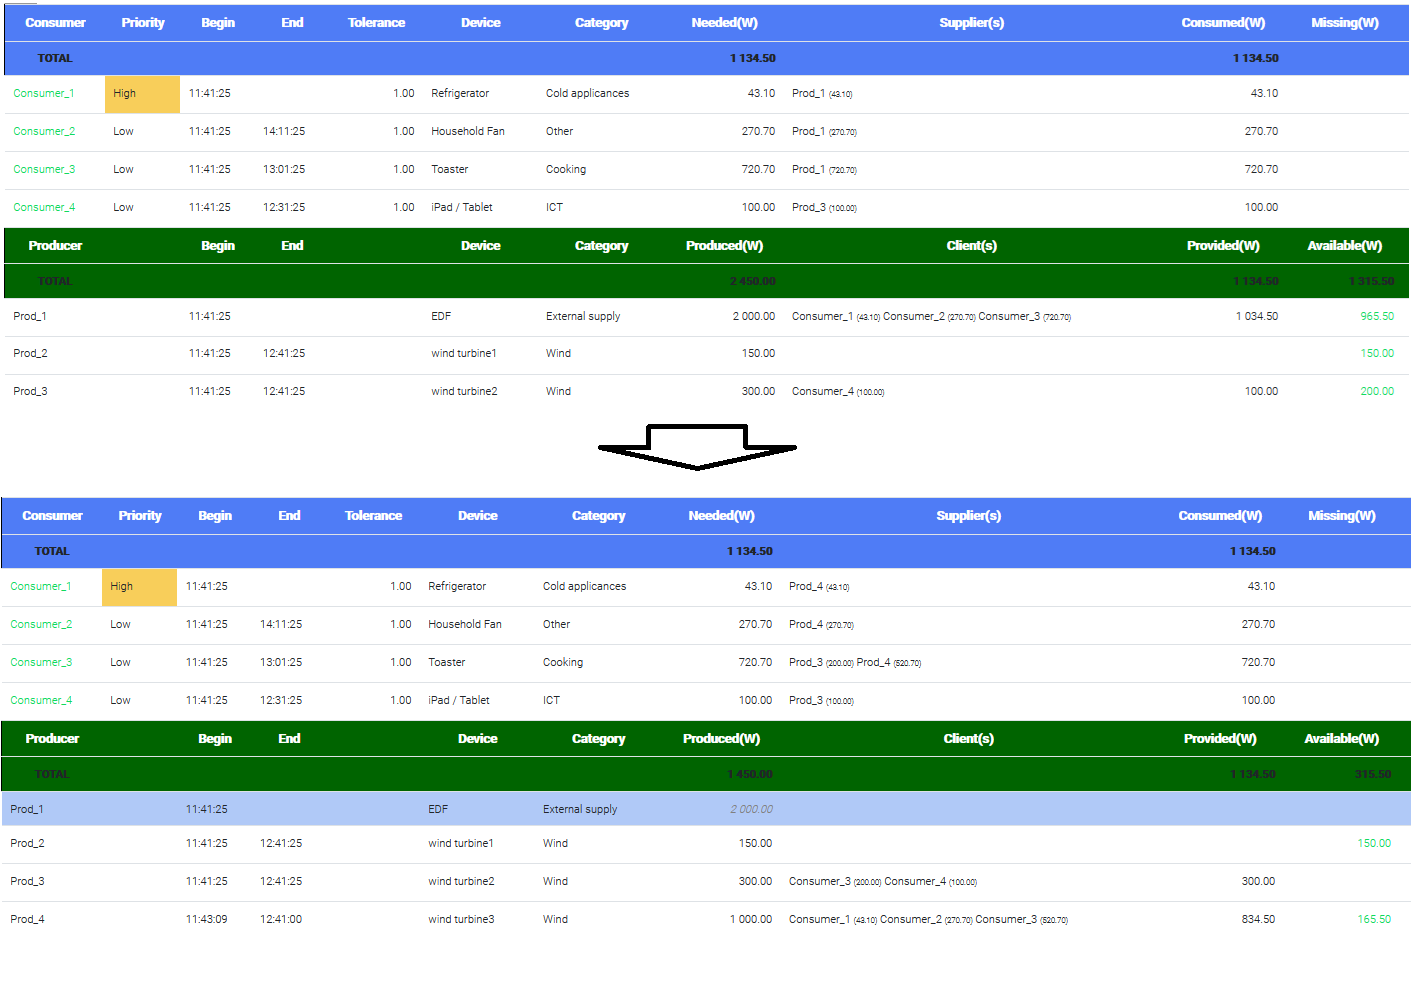 Consumer Priority Begin End Tolerance Device Category Needed(W) Supplier(s) Consumed(W) Missing(W)
TOTAL 1 134.50 1 134.50
Consumer_1 High 11:41:25 1.00 Refrigerator Cold applicances 43.10 Prod_1 (43.10) 43.10
Consumer_2 Low 11:41:25 14:11:25 1.00 Household Fan Other 270.70 Prod_1 (270.70) 270.70
Consumer_3 Low 11:41:25 13:01:25 1.00 Toaster Cooking 720.70 Prod_1 (720.70) 720.70
Consumer_4 Low 11:41:25 12:31:25 1.00 iPad / Tablet ICT 100.00 Prod_3 (100.00) 100.00
Producer Begin End Device Category Produced(W) Client(s) Provided(W) Available(W)
TOTAL 2 450.00 1 134.50 1 315.50
Prod_1 11:41:25 EDF External supply 2 000.00 Consumer_1 (43.10) Consumer_2 (270.70) Consumer_3 (720.70) 1 034.50 965.50
Prod_2 11:41:25 12:41:25 wind turbine1 Wind 150.00 150.00
Prod_3 11:41:25 12:41:25 wind turbine2 Wind 300.00 Consumer_4 (100.00) 100.00 200.00
Consumer Priority Begin End Tolerance Device Category Needed(W) Supplier(s) Consumed(W) Missing(W)
TOTAL 1 134.50 1 134.50
Consumer_1 High 11:41:25 1.00 Refrigerator Cold applicances 43.10 Prod_4 (43.10) 43.10
Consumer_2 Low 11:41:25 14:11:25 1.00 Household Fan Other 270.70 Prod_4 (270.70) 270.70
Consumer_3 Low 11:41:25 13:01:25 1.00 Toaster Cooking 720.70 Prod_3 (200.00) Prod_4 (520.70) 720.70
Consumer_4 Low 11:41:25 12:31:25 1.00 iPad / Tablet ICT 100.00 Prod_3 (100.00) 100.00
Producer Begin End Device Category Produced(W) Client(s) Provided(W) Available(W)
TOTAL 1 450.00 1 134.50 315.50
Prod_1 11:41:25 EDF External supply 2 000.00
Prod_2 11:41:25 12:41:25 wind turbine1 Wind 150.00 150.00
Prod_3 11:41:25 12:41:25 wind turbine2 Wind 300.00 Consumer_3 (200.00) Consumer_4 (100.00) 300.00
Prod_4 11:43:09 12:41:00 wind turbine3 Wind 1 000.00 Consumer_1 (43.10) Consumer_2 (270.70) Consumer_3 (520.70) 834.50 165.50